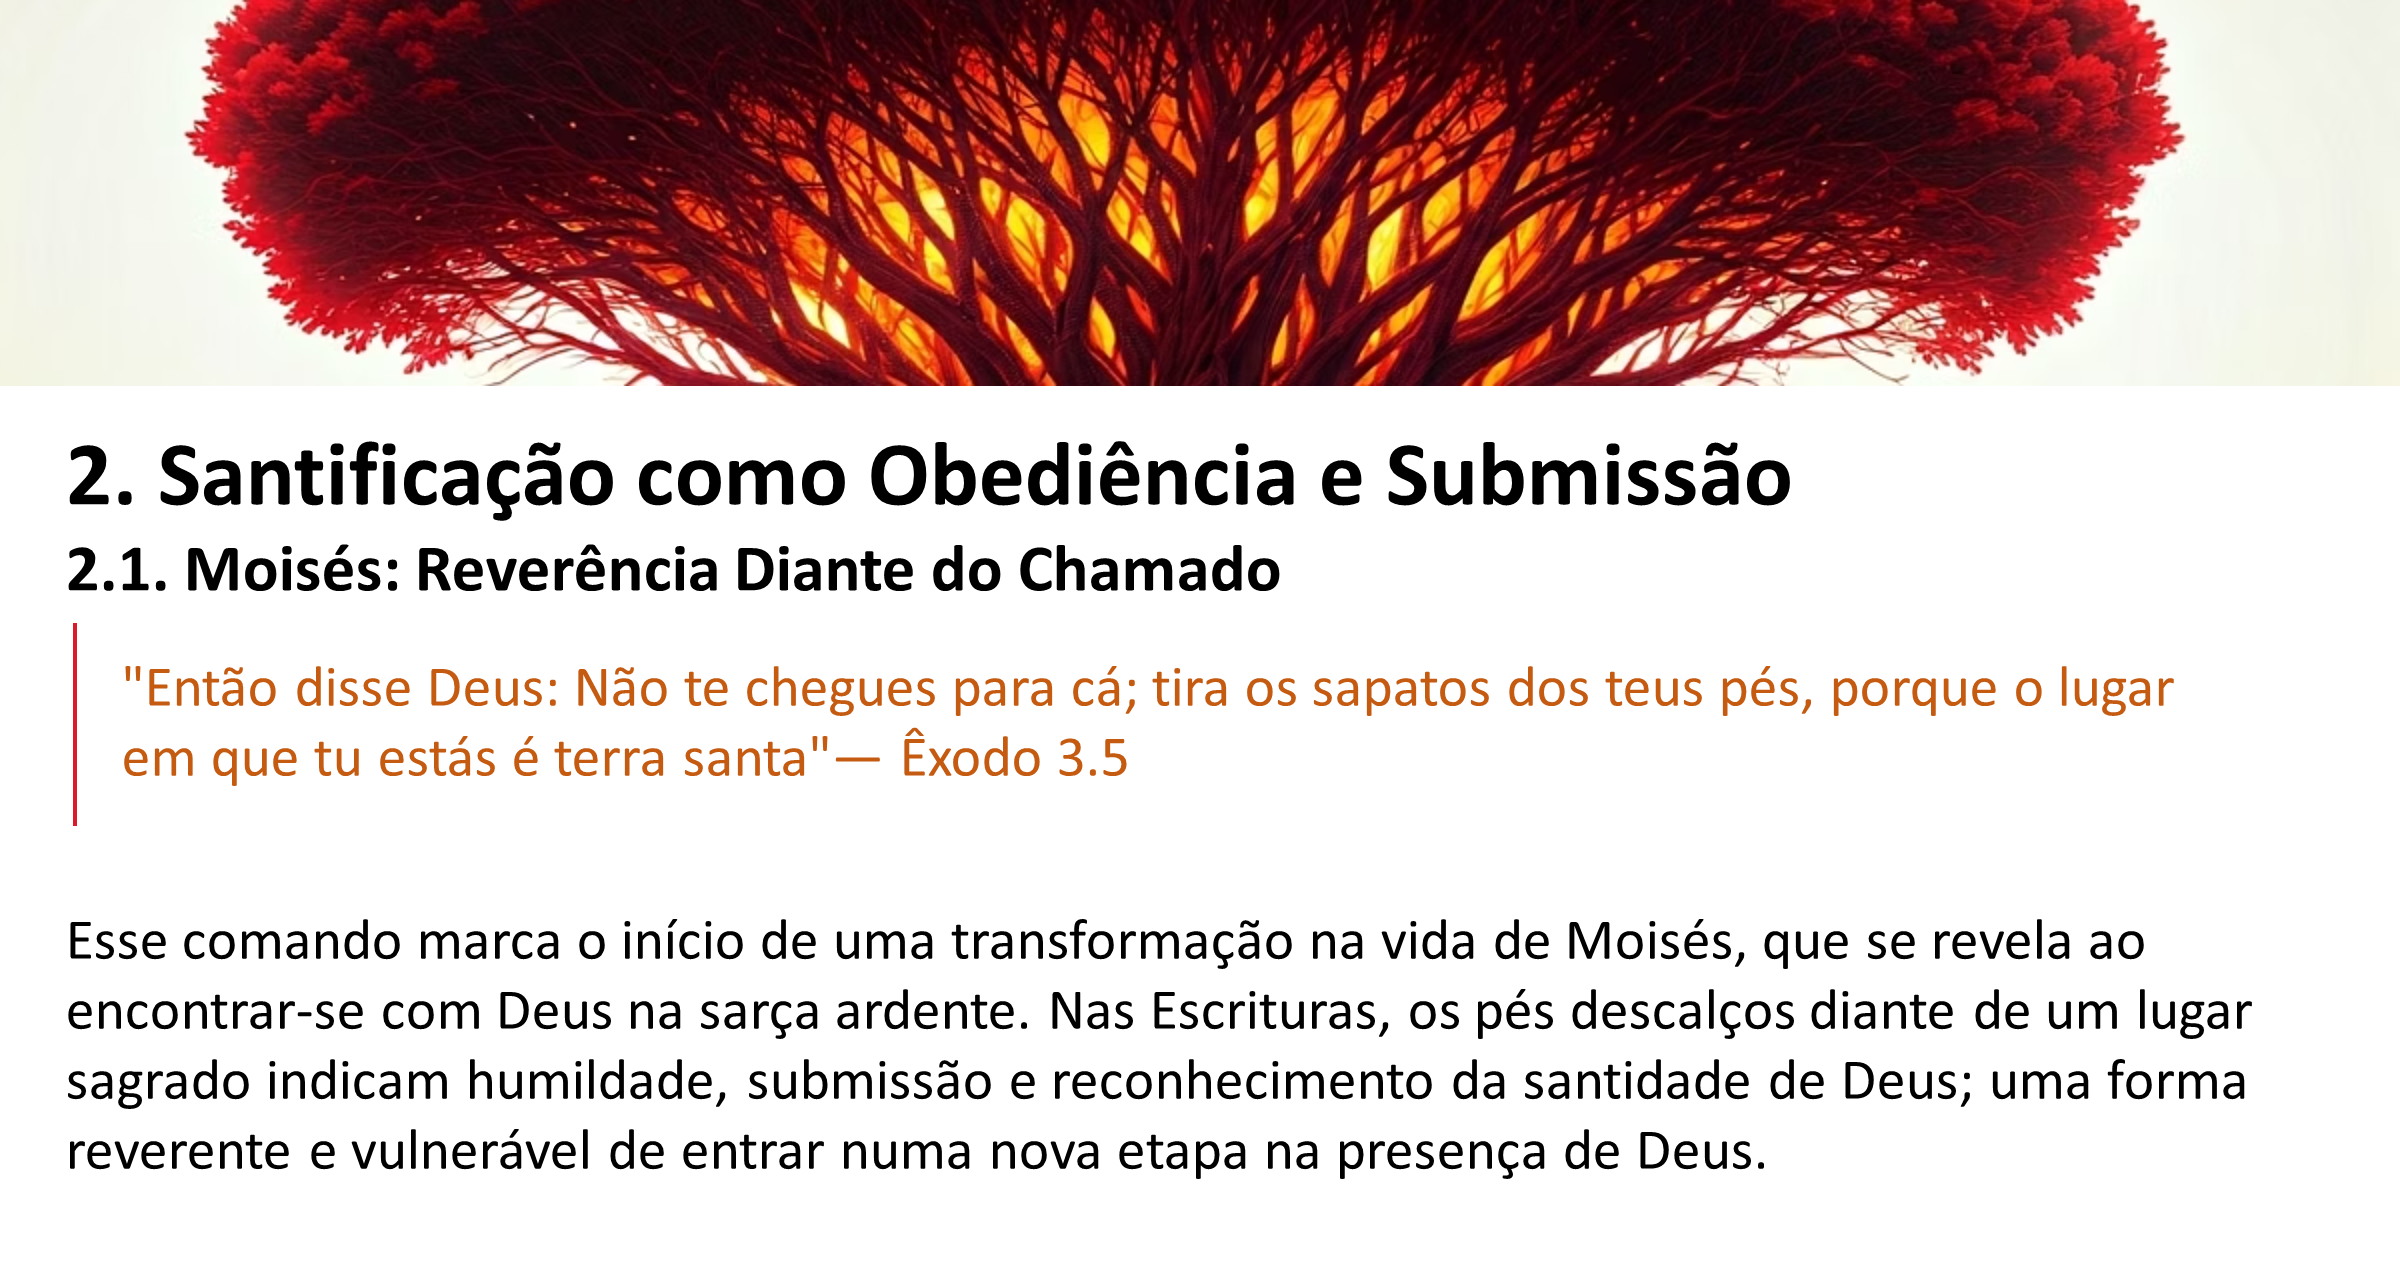 2. Santificação como Obediência e Submissão
2.1. Moisés: Reverência Diante do Chamado
"Então disse Deus: Não te chegues para cá; tira os sapatos dos teus pés, porque o lugar
em que tu estás é terra santa"— Êxodo 3.5
Esse comando marca o início de uma transformação na vida de Moisés, que se revela ao
encontrar-se com Deus na sarça ardente. Nas Escrituras, os pés descalços diante de um lugar
sagrado indicam humildade, submissão e reconhecimento da santidade de Deus; uma forma
reverente e vulnerável de entrar numa nova etapa na presença de Deus.